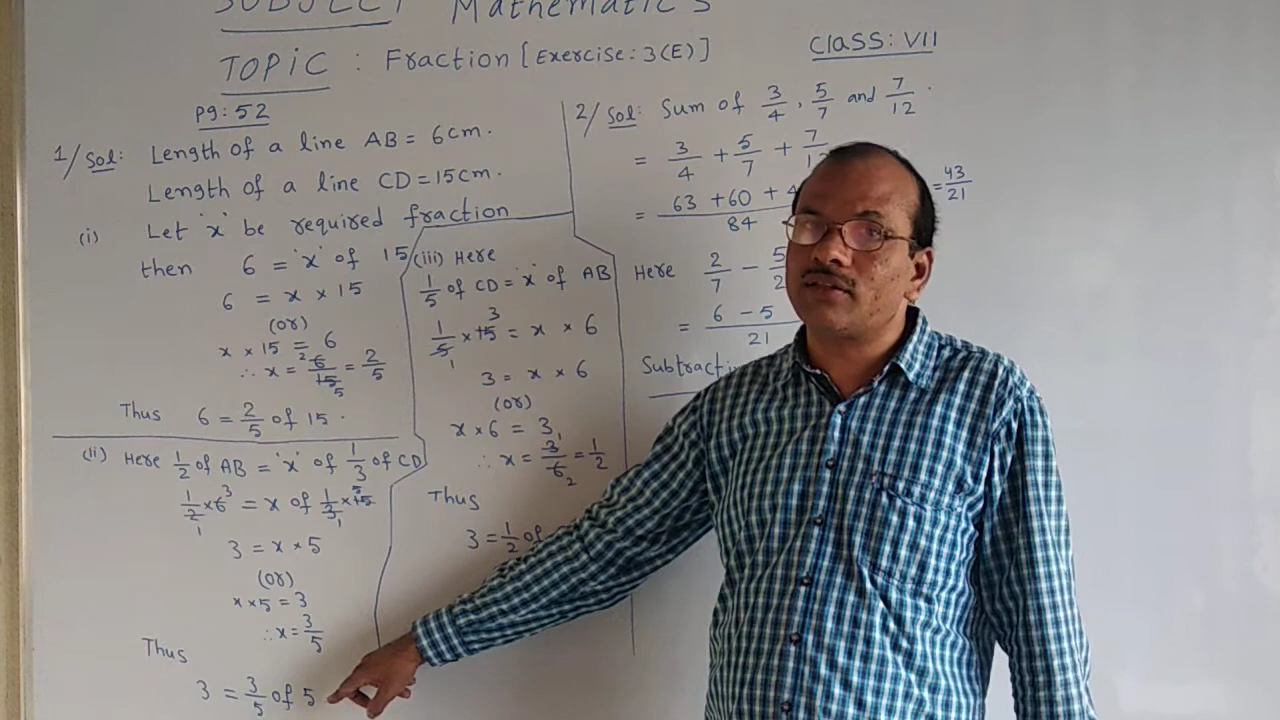 SUBJECT Mathematics
TOPIC : Fraction [Exercise: 3(E)]
Class: VII
Pg: 52
1/ Sol: Length of a line AB = 6cm.
Length of a line CD = 15cm.
(i) Let 'x' be required fraction
then 6 = 'x' of 15
6 = x × 15
(or)
x × 15 = 6
∴ x = 6/15 = 2/5
Thus 6 = 2/5 of 15.
(ii) Here 1/2 of AB = 'x' of 1/3 of CD
1/2 × 6 = x of 1/3 × 15
3 = x × 5
(or)
x × 5 = 3
∴ x = 3/5
Thus
3 = 3/5 of 5
(iii) Here
1/5 of CD = 'x' of AB
1/5 × 15 = x × 6
3 = x × 6
(or)
x × 6 = 3
∴ x = 3/6 = 1/2
Thus
3 = 1/2 of
2/ Sol: Sum of 3/4, 5/7 and 7/12.
= 3/4 + 5/7 + 7/
= 63 + 60 + 4 / 84 = 43/21
Here 2/7 - 5/2
= 6 - 5 / 21